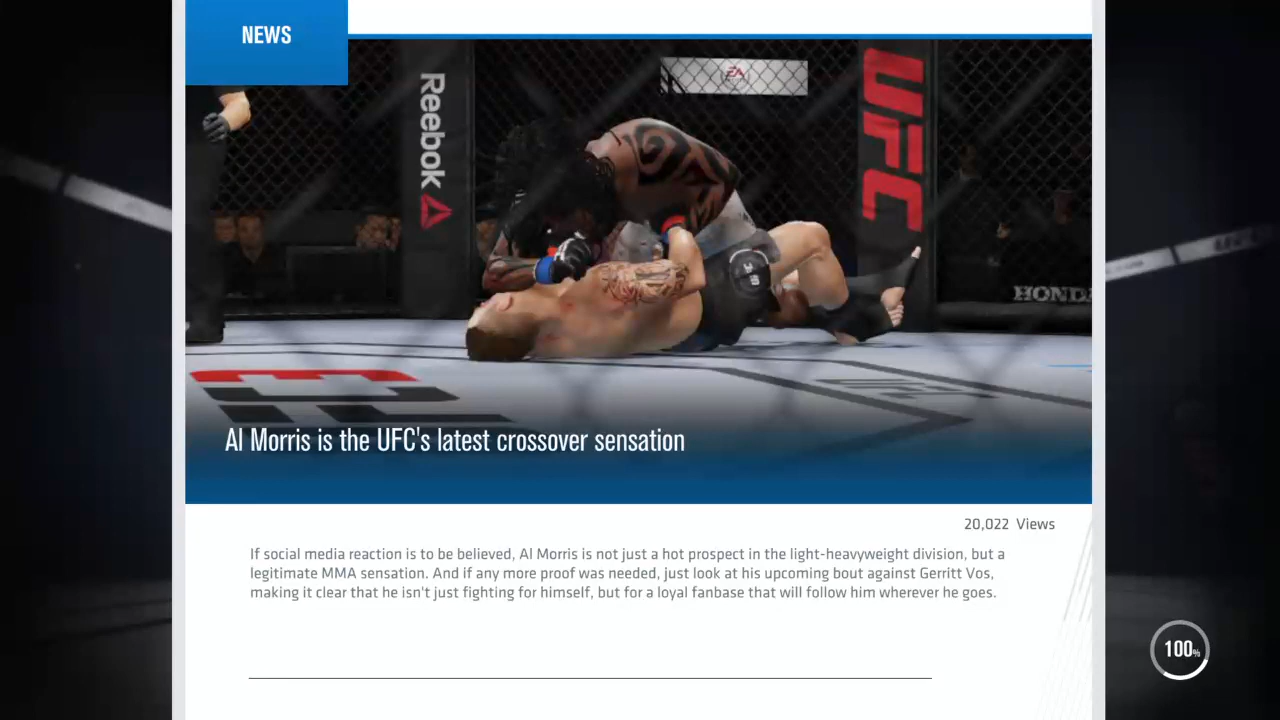 NEWS
Reebok
EA
UFC
HONDA
UFC
Al Morris is the UFC's latest crossover sensation
20,022 Views
If social media reaction is to be believed, Al Morris is not just a hot prospect in the light-heavyweight division, but a
legitimate MMA sensation. And if any more proof was needed, just look at his upcoming bout against Gerritt Vos,
making it clear that he isn't just fighting for himself, but for a loyal fanbase that will follow him wherever he goes.
100%